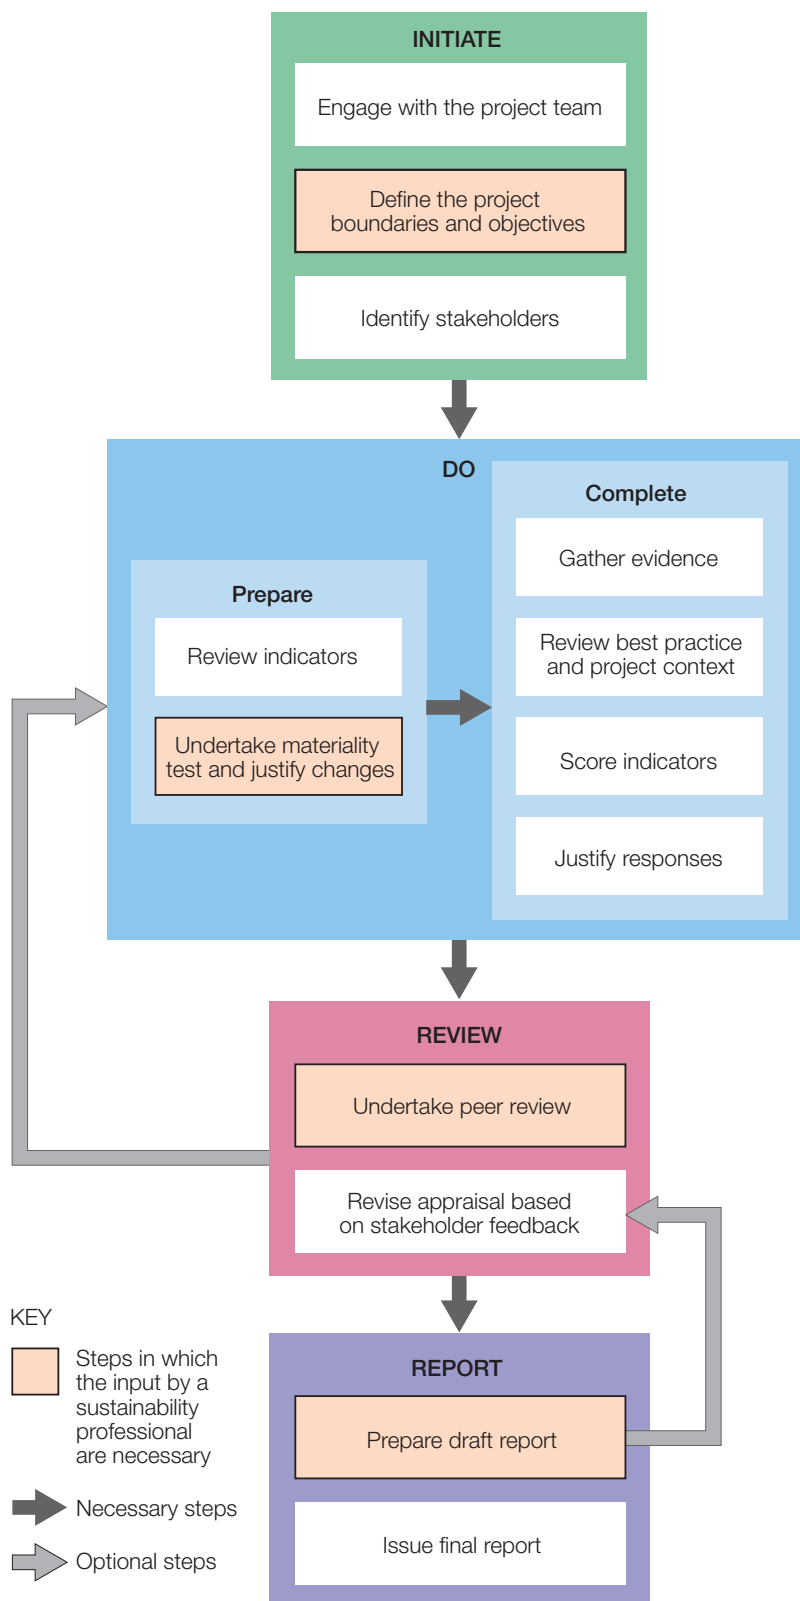 INITIATE
Engage with the project team
Define the project
boundaries and objectives
Identify stakeholders
DO
Prepare
Review indicators
Undertake materiality
test and justify changes
Complete
Gather evidence
Review best practice
and project context
Score indicators
Justify responses
REVIEW
Undertake peer review
Revise appraisal based
on stakeholder feedback
REPORT
Prepare draft report
Issue final report
KEY
Steps in which
the input by a
sustainability
professional
are necessary
Necessary steps
Optional steps